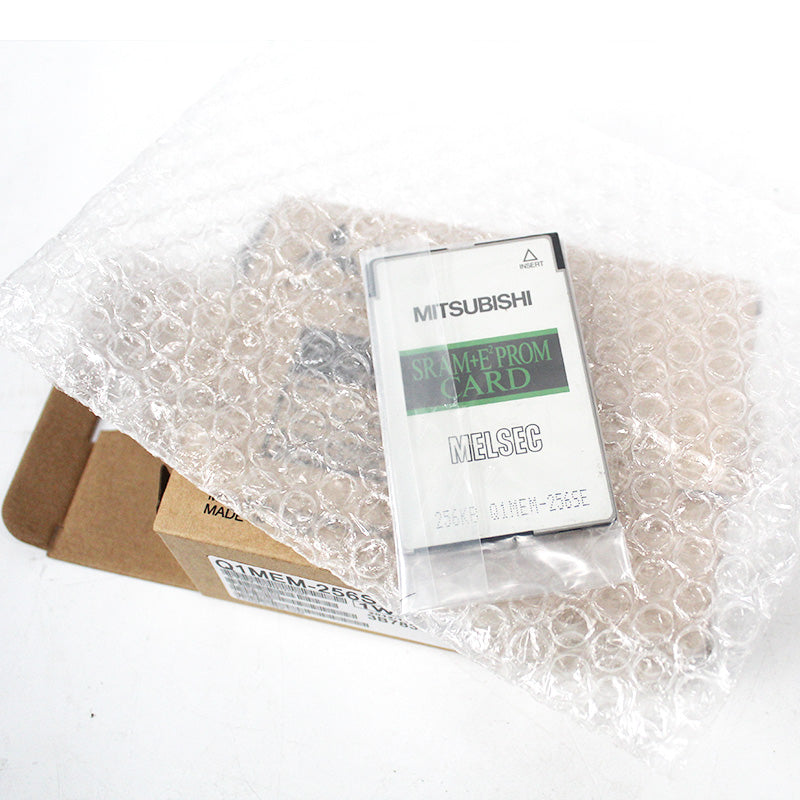 INSERT
MITSUBISHI
SRAM+E²PROM
CARD
MELSEC
256KB Q1MEM-256SE
MADE
Q1MEM-256S